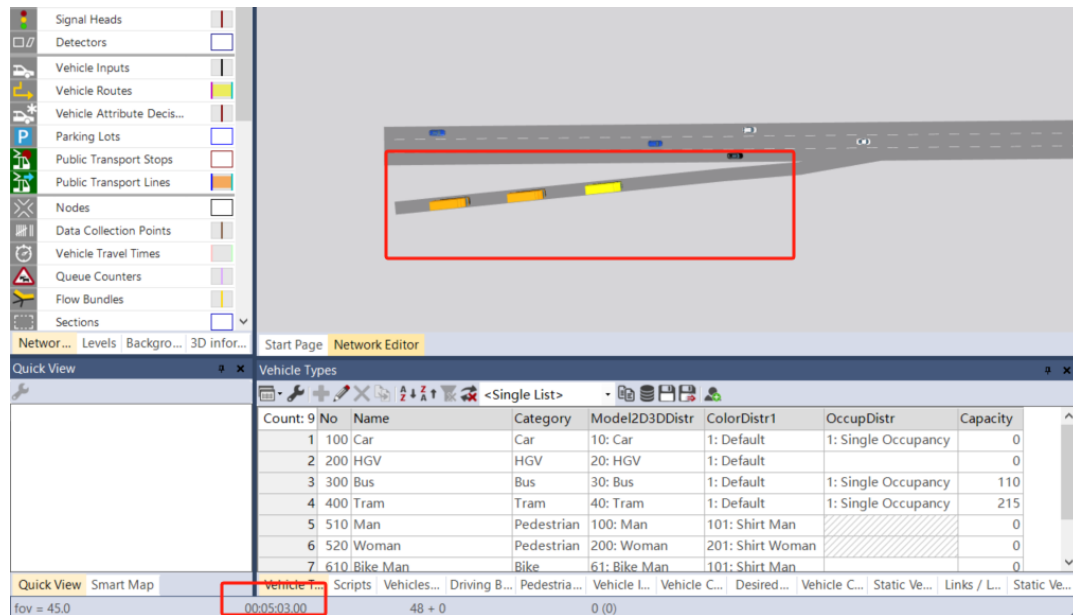 Signal Heads
Detectors
Vehicle Inputs
Vehicle Routes
Vehicle Attribute Decis...
P Parking Lots
Public Transport Stops
Public Transport Lines
Nodes
Data Collection Points
Vehicle Travel Times
Queue Counters
Flow Bundles
Sections
Networ... Levels Backgro... 3D infor...
Start Page Network Editor
Quick View
Vehicle Types
<Single List>
Count: 9 No Name Category Model2D3DDistr ColorDistr1 OccupDistr Capacity
1 100 Car Car 10: Car 1: Default 1: Single Occupancy 0
2 200 HGV HGV 20: HGV 1: Default 0
3 300 Bus Bus 30: Bus 1: Default 1: Single Occupancy 110
4 400 Tram Tram 40: Tram 1: Default 1: Single Occupancy 215
5 510 Man Pedestrian 100: Man 101: Shirt Man 0
6 520 Woman Pedestrian 200: Woman 201: Shirt Woman 0
7 610 Bike Man Bike 61: Bike Man 101: Shirt Man 0
Quick View Smart Map
Vehicle T... Scripts Vehicles... Driving B... Pedestria... Vehicle I... Vehicle C... Desired... Vehicle C... Static Ve... Links / L... Static Ve...
fov = 45.0 00:05:03.00 48 + 0 0 (0)